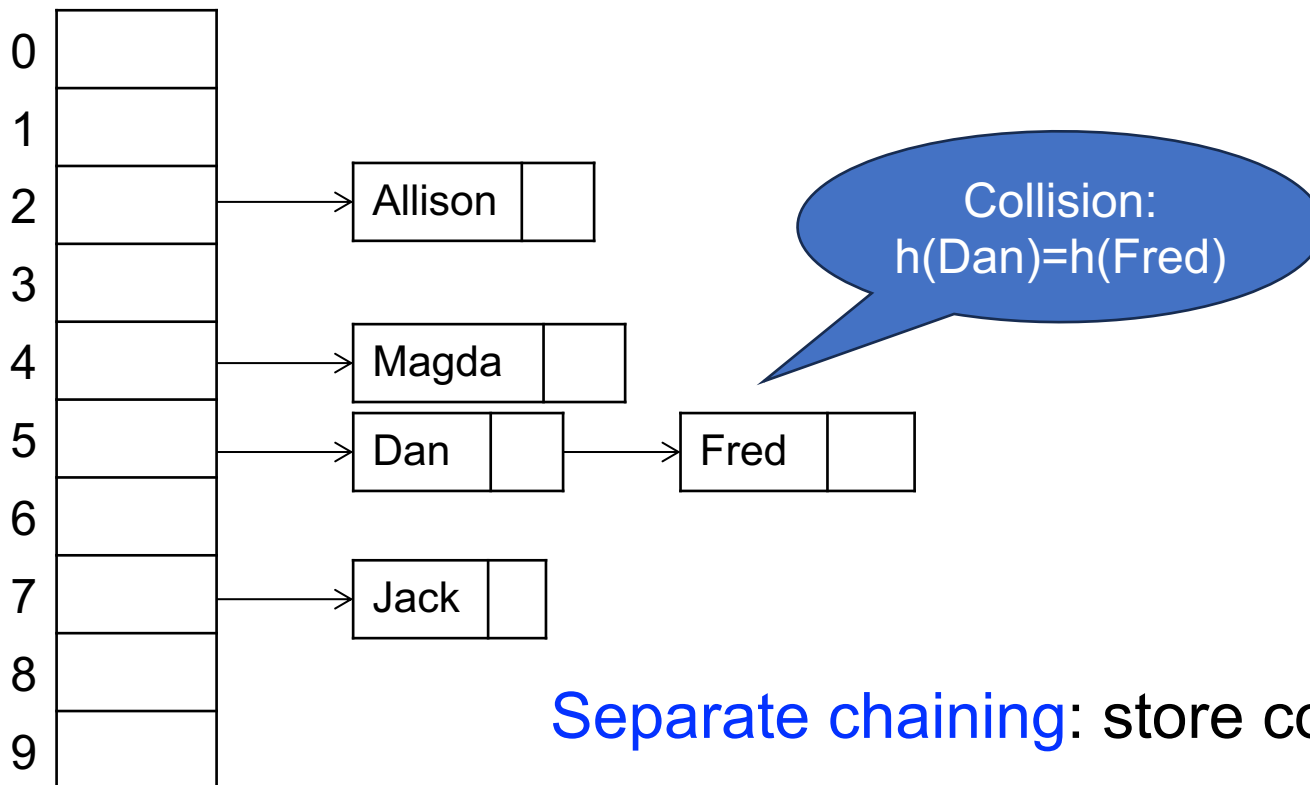 0
1
2
Allison
3
Collision:
h(Dan)=h(Fred)
4
Magda
5
Dan
Fred
6
7
Jack
8
Separate chaining: store
9